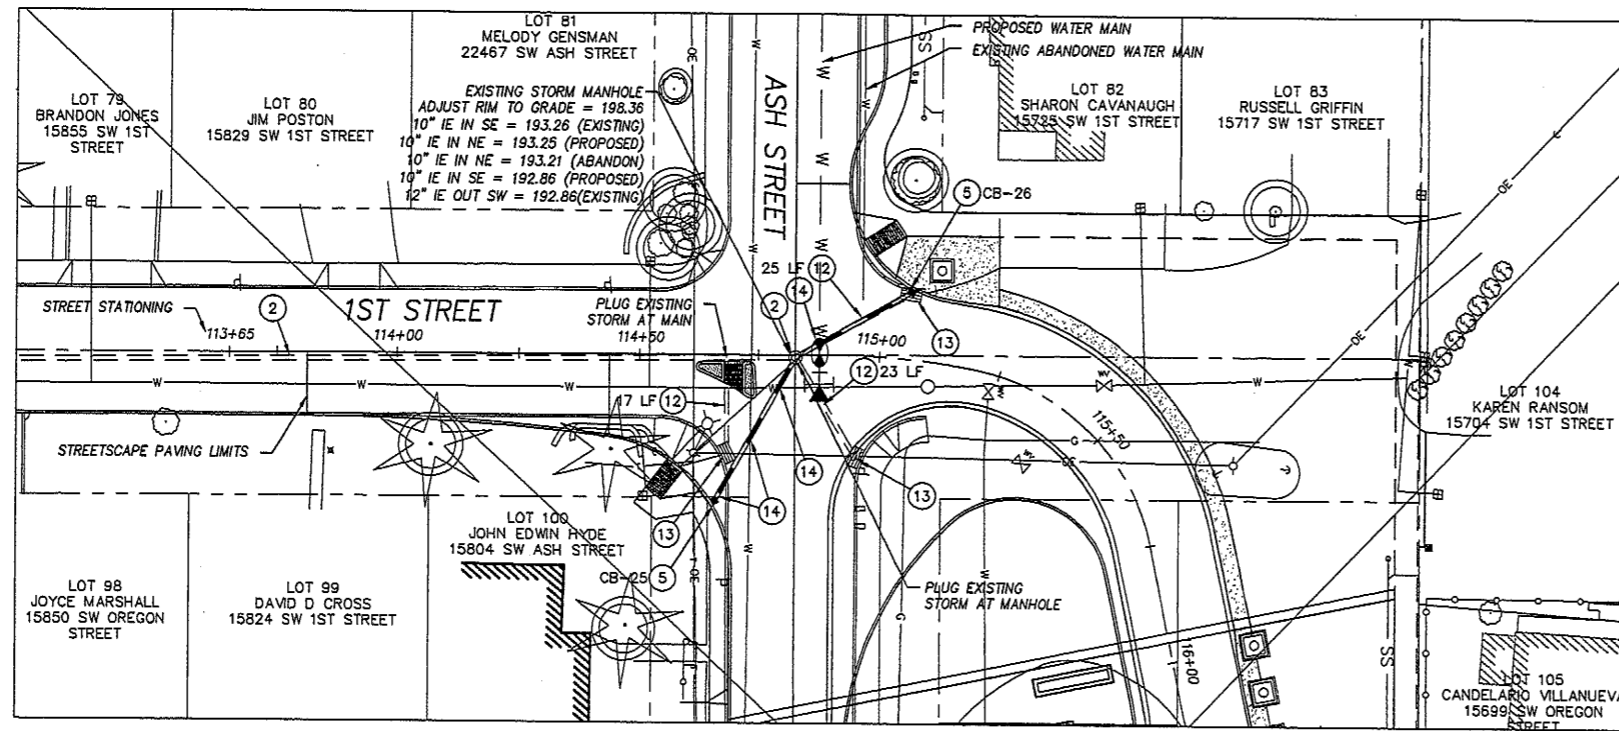 LOT 79
BRANDON JONES
15855 SW 1ST
STREET
LOT 80
JIM POSTON
15829 SW 1ST STREET
LOT 81
MELODY GENSMAN
22467 SW ASH STREET
EXISTING STORM MANHOLE
ADJUST RIM TO GRADE = 198.36
10" IE IN SE = 193.26 (EXISTING)
10" IE IN NE = 193.25 (PROPOSED)
10" IE IN NE = 193.21 (ABANDON)
10" IE IN SE = 192.86 (PROPOSED)
12" IE OUT SW = 192.86(EXISTING)
OE
W
ASH STREET
W
W
W
SS
PROPOSED WATER MAIN
EXISTING ABANDONED WATER MAIN
LOT 82
SHARON CAVANAUGH
15725 SW 1ST STREET
LOT 83
RUSSELL GRIFFIN
15717 SW 1ST STREET
OE
5 CB-26
25 LF 12
14
2
13
STREET STATIONING
113+65
2
1ST STREET
114+00
PLUG EXISTING
STORM AT MAIN
114+50
115+00
OE
W
W
W
W
12 23 LF
W
17 LF 12
STREETSCAPE PAVING LIMITS
14
14
13
13
115+50
G
LOT 104
KAREN RANSOM
15704 SW 1ST STREET
LOT 100
JOHN EDWIN HYDE
15804 SW ASH STREET
CB-25 5
OE
W
W
G
PLUG EXISTING
STORM AT MANHOLE
LOT 98
JOYCE MARSHALL
15850 SW OREGON
STREET
LOT 99
DAVID D CROSS
15824 SW 1ST STREET
116+00
SS
LOT 105
CANDELARIO VILLANUEVA
15699 SW OREGON
STREET